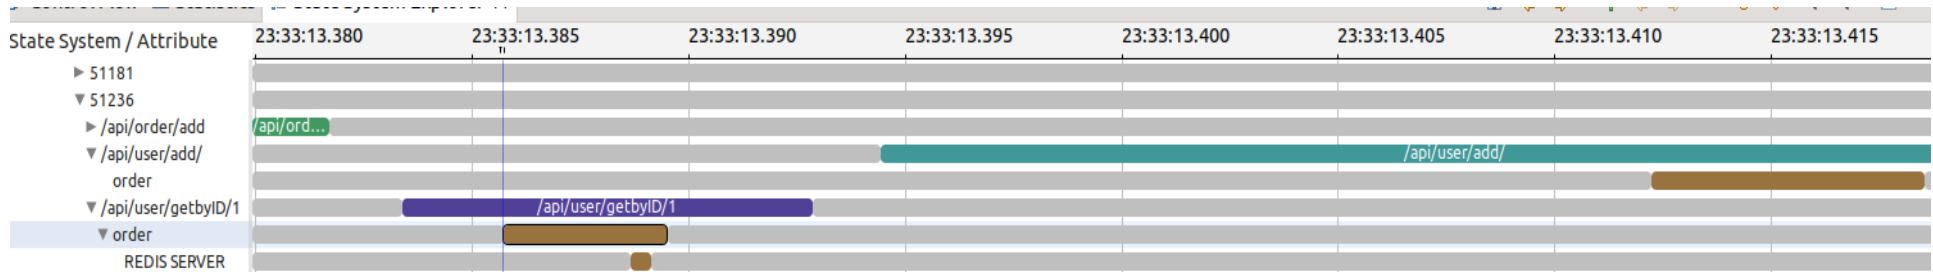 State System / Attribute 23:33:13.380 23:33:13.385 23:33:13.390 23:33:13.395 23:33:13.400 23:33:13.405 23:33:13.410 23:33:13.415
51181
51236
/api/order/add /api/ord...
/api/user/add/ /api/user/add/
order
/api/user/getbyID/1 /api/user/getbyID/1
order
REDIS SERVER